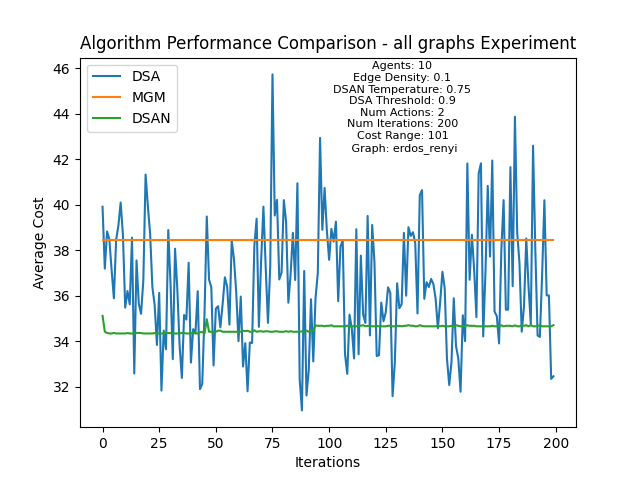 Algorithm Performance Comparison - all graphs Experiment
DSA
MGM
DSAN
Agents: 10
Edge Density: 0.1
DSAN Temperature: 0.75
DSA Threshold: 0.9
Num Actions: 2
Num Iterations: 200
Cost Range: 101
Graph: erdos_renyi
46
44
42
40
38
36
34
32
Average Cost
0
25
50
75
100
125
150
175
200
Iterations